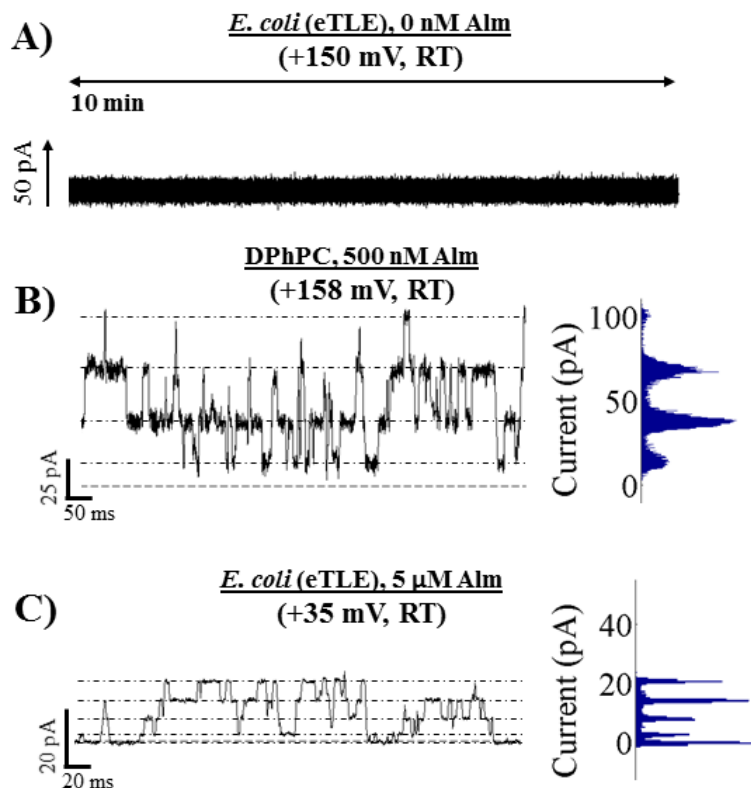 A)
E. coli (eTLE), 0 nM Alm
(+150 mV, RT)
10 min
50 pA
DPhPC, 500 nM Alm
B)
(+158 mV, RT)
100
50
0
Current (pA)
25 pA
50 ms
E. coli (eTLE), 5 μM Alm
C)
(+35 mV, RT)
40
20
0
Current (pA)
20 pA
20 ms